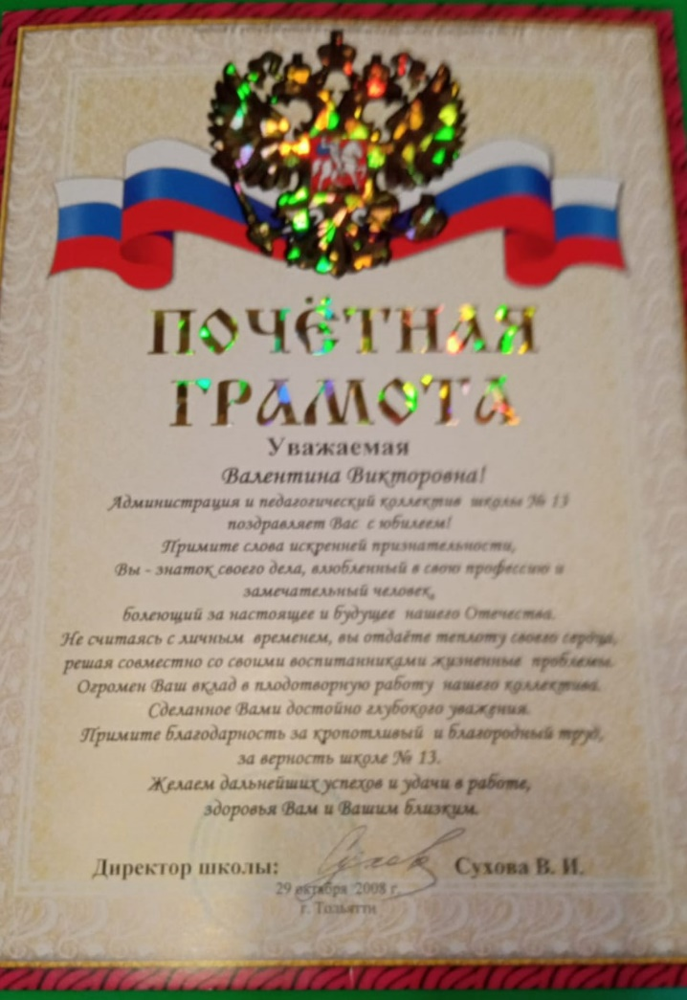 ПОЧЁТНАЯ
ГРАМОТА
Уважаемая
Валентина Викторовна!
Администрация и педагогический коллектив школы № 13
поздравляет Вас с юбилеем!
Примите слова искренней признательности,
Вы - знаток своего дела, влюбленный в свою профессию и
замечательный человек,
болеющий за настоящее и будущее нашего Отечества.
Не считаясь с личным временем, вы отдаёте теплоту своего сердца,
решая совместно со своими воспитанниками жизненные проблемы.
Огромен Ваш вклад в плодотворную работу нашего коллектива.
Сделанное Вами достойно глубокого уважения.
Примите благодарность за кропотливый и благородный труд,
за верность школе № 13.
Желаем дальнейших успехов и удачи в работе,
здоровья Вам и Вашим близким.
Директор школы: Сухова В. И.
29 октября 2008 г.
г. Тольятти